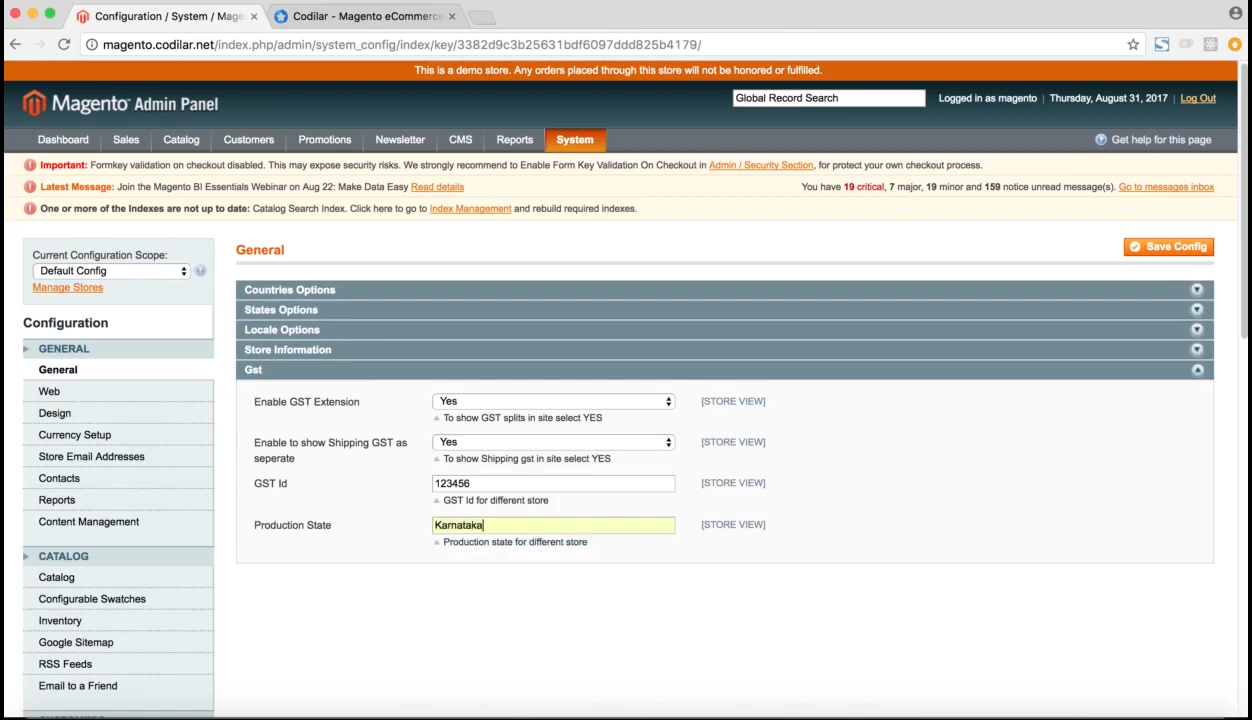 Configuration / System / Mage
Codilar - Magento eCommerce
magento.codilar.net/index.php/admin/system_config/index/key/3382d9c3b25631bdf6097ddd825b4179/
This is a demo store. Any orders placed through this store will not be honored or fulfilled.
Magento Admin Panel
Global Record Search
Logged in as magento | Thursday, August 31, 2017 | Log Out
Dashboard Sales Catalog Customers Promotions Newsletter CMS Reports System
Get help for this page
Important: Formkey validation on checkout disabled. This may expose security risks. We strongly recommend to Enable Form Key Validation On Checkout in Admin / Security Section, for protect your own checkout process.
Latest Message: Join the Magento BI Essentials Webinar on Aug 22: Make Data Easy Read details
You have 19 critical, 7 major, 19 minor and 159 notice unread message(s). Go to messages inbox
One or more of the Indexes are not up to date: Catalog Search Index. Click here to go to Index Management and rebuild required indexes.
Current Configuration Scope:
Default Config
Manage Stores
Configuration
GENERAL
General
Web
Design
Currency Setup
Store Email Addresses
Contacts
Reports
Content Management
CATALOG
Catalog
Configurable Swatches
Inventory
Google Sitemap
RSS Feeds
Email to a Friend
General
Save Config
Countries Options
States Options
Locale Options
Store Information
Gst
Enable GST Extension
Yes
[STORE VIEW]
To show GST splits in site select YES
Enable to show Shipping GST as
seperate
Yes
[STORE VIEW]
To show Shipping gst in site select YES
GST Id
123456
[STORE VIEW]
GST Id for different store
Production State
Karnataka
[STORE VIEW]
Production state for different store